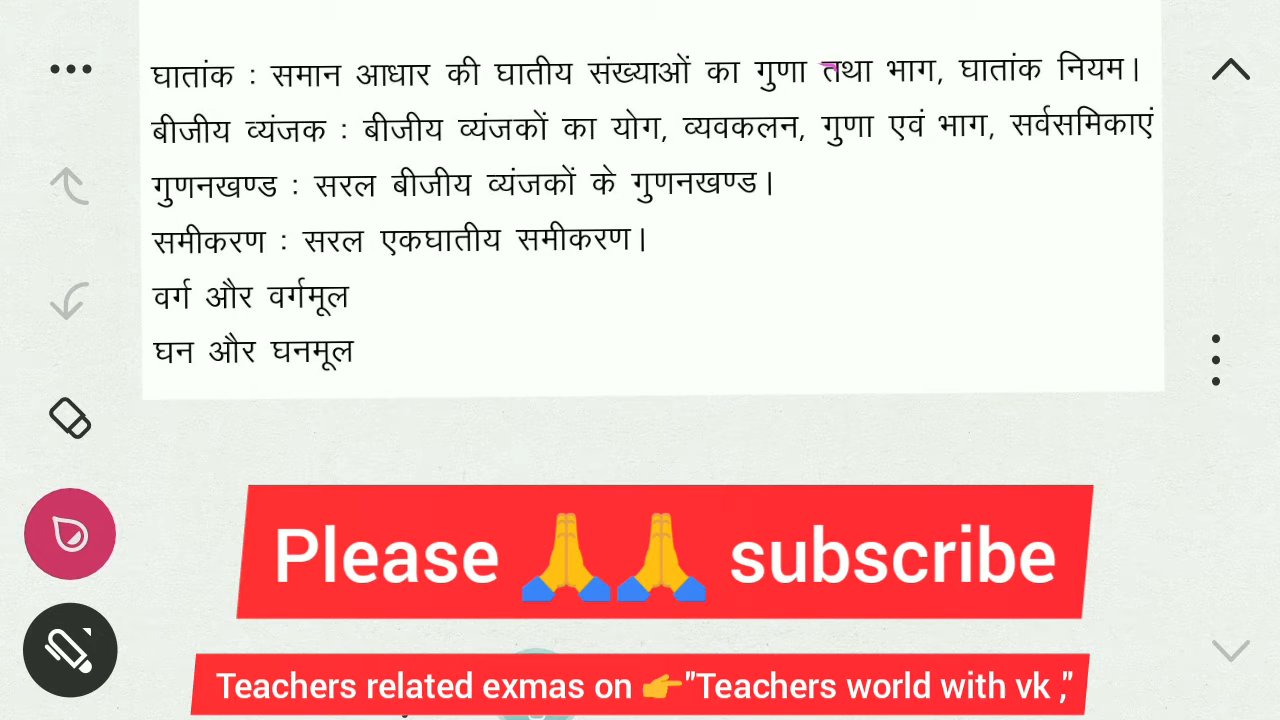 घातांक : समान आधार की घातीय संख्याओं का गुणा तथा भाग, घातांक नियम।
बीजीय व्यंजक : बीजीय व्यंजकों का योग, व्यवकलन, गुणा एवं भाग, सर्वसमिकाएं
गुणनखण्ड : सरल बीजीय व्यंजकों के गुणनखण्ड।
समीकरण : सरल एकघातीय समीकरण।
वर्ग और वर्गमूल
घन और घनमूल
Please 🙏🙏 subscribe
Teachers related exmas on 👉"Teachers world with vk ,"